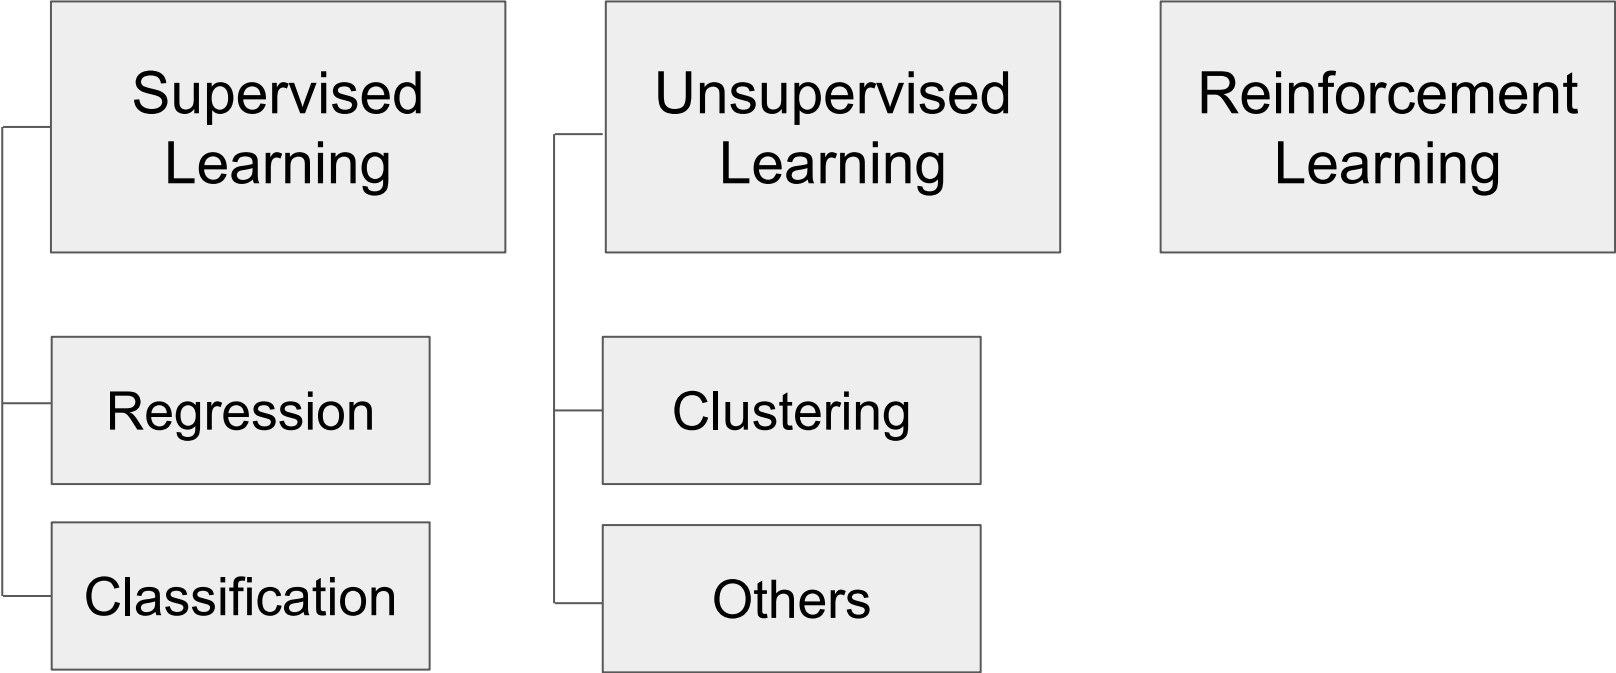 Supervised
Learning
Unsupervised
Learning
Reinforcement
Learning
Regression
Classification
Clustering
Others